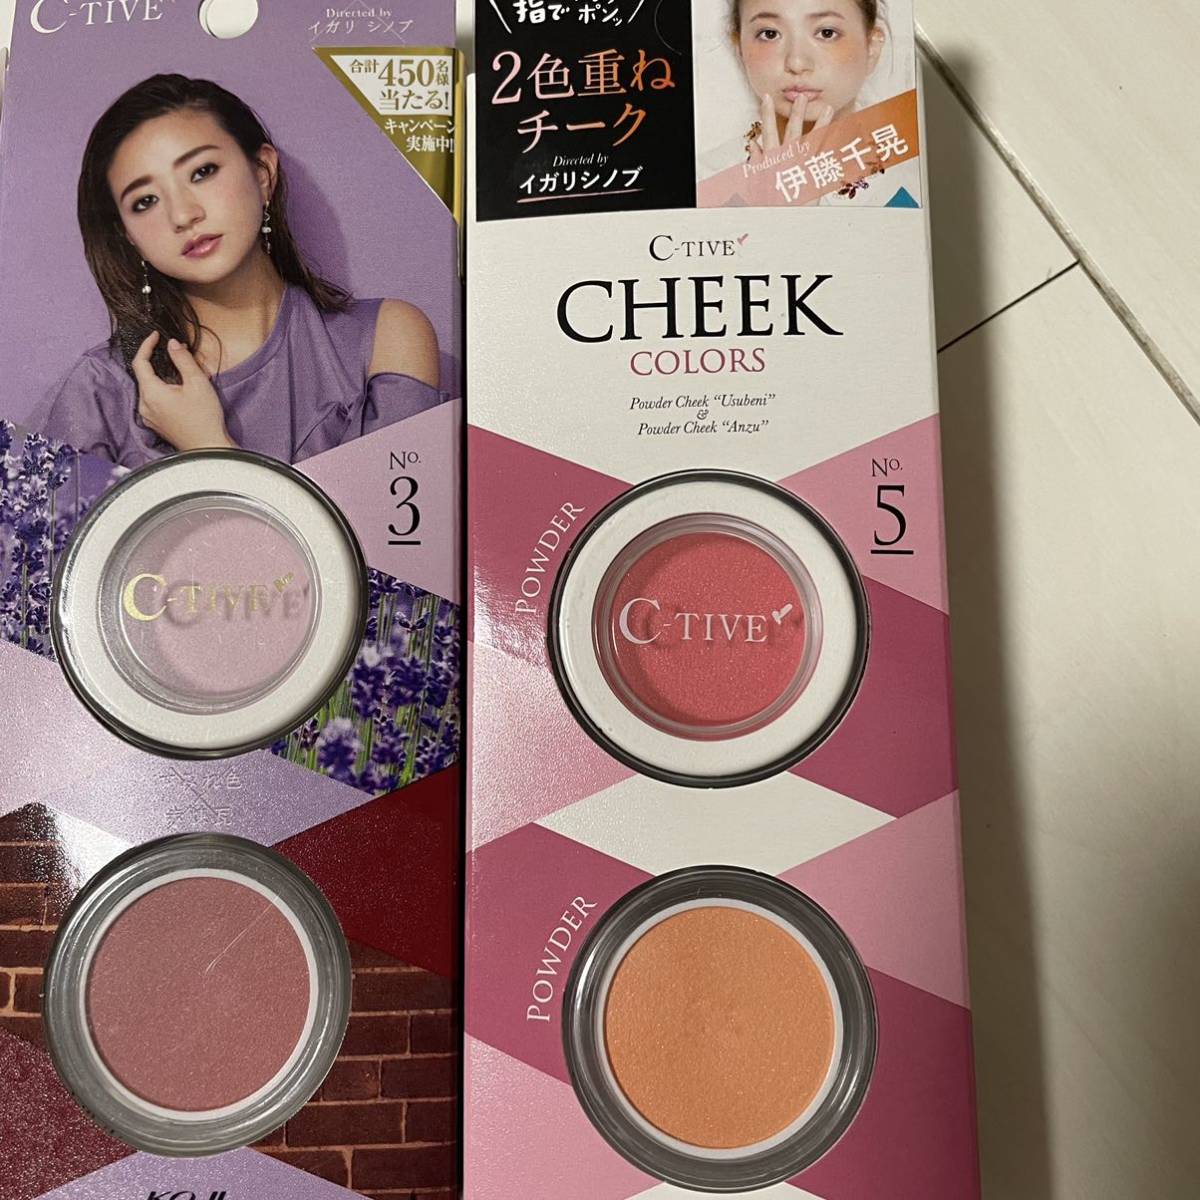 C-TIVE
Directed by
イガリ シノブ
合計450名様
当たる!
キャンペーン
実施中!
No.
3
C-TIVE
指で
ポンッ
2色重ね
チーク
Directed by
イガリシノブ
Produced by
伊藤千晃
C-TIVE
CHEEK
COLORS
Powder Cheek "Usubeni"
&
Powder Cheek "Anzu"
No.
5
POWDER
C-TIVE
POWDER